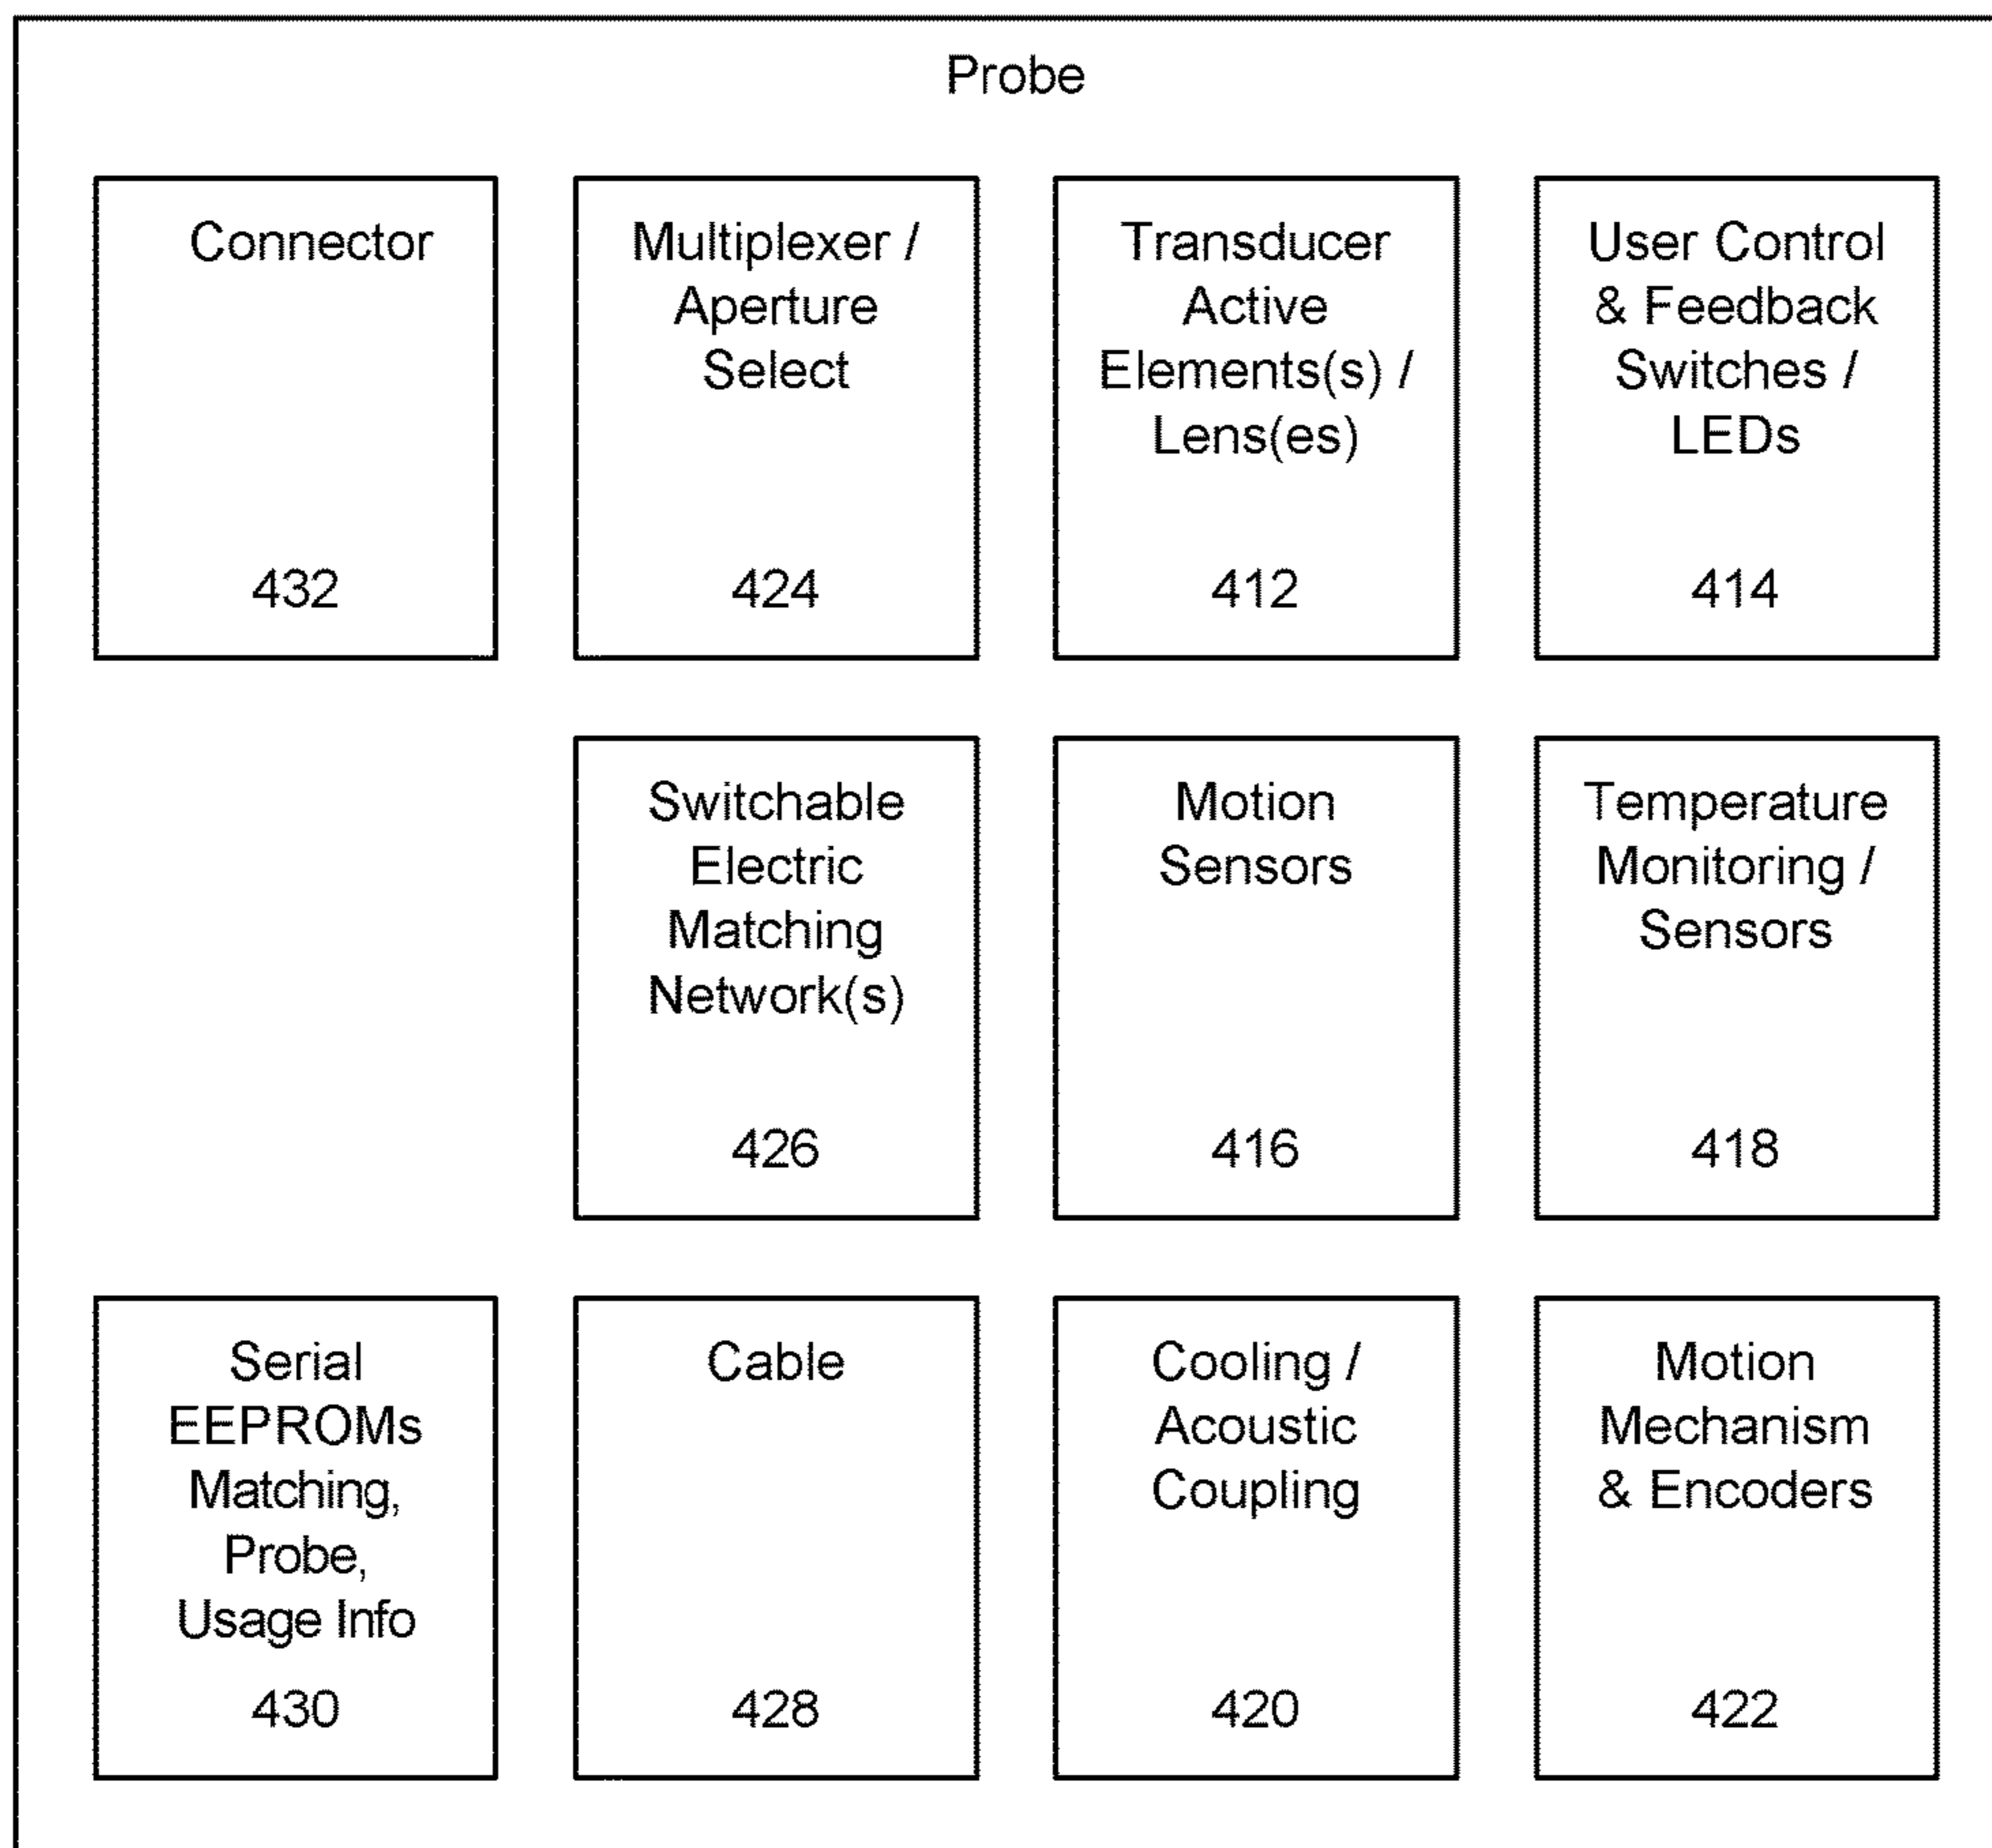 Probe
Connector
432
Multiplexer /
Aperture
Select
424
Transducer
Active
Elements(s) /
Lens(es)
412
User Control
& Feedback
Switches /
LEDs
414
Switchable
Electric
Matching
Network(s)
426
Motion
Sensors
416
Temperature
Monitoring /
Sensors
418
Serial
EEPROMs
Matching,
Probe,
Usage Info
430
Cable
428
Cooling /
Acoustic
Coupling
420
Motion
Mechanism
& Encoders
422